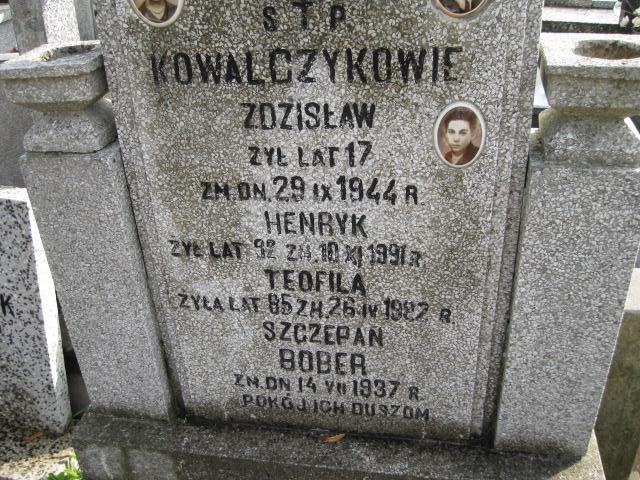 Ś.T.P.
KOWALCZYKOWIE
ZDZISŁAW
ŻYŁ LAT 17
ZM. DN. 29 IX 1944 R.
HENRYK
ŻYŁ LAT 92 ZM. 10 XI 1991 R.
TEOFILA
ŻYŁA LAT 85 ZM. 26 IV 1982 R.
SZCZEPAN
BOBER
ZM. DN 14 VII 1937 R.
POKÓJ ICH DUSZOM
K